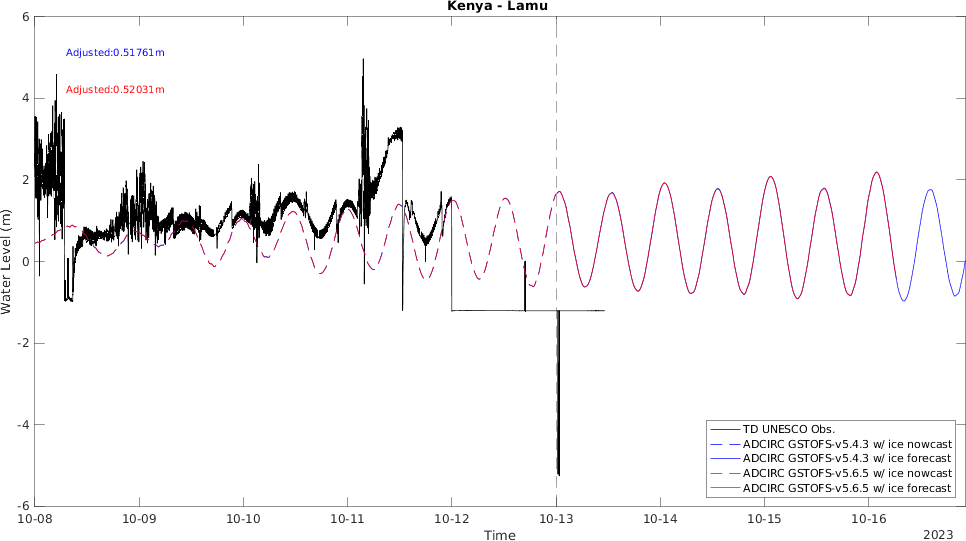 Kenya - Lamu
6
4
2
0
-2
-4
-6
Water Level (m)
Adjusted:0.51761m
Adjusted:0.52031m
TD UNESCO Obs.
ADCIRC GSTOFS-v5.4.3 w/ ice nowcast
ADCIRC GSTOFS-v5.4.3 w/ ice forecast
ADCIRC GSTOFS-v5.6.5 w/ ice nowcast
ADCIRC GSTOFS-v5.6.5 w/ ice forecast
10-08 10-09 10-10 10-11 10-12 10-13 10-14 10-15 10-16
Time
2023